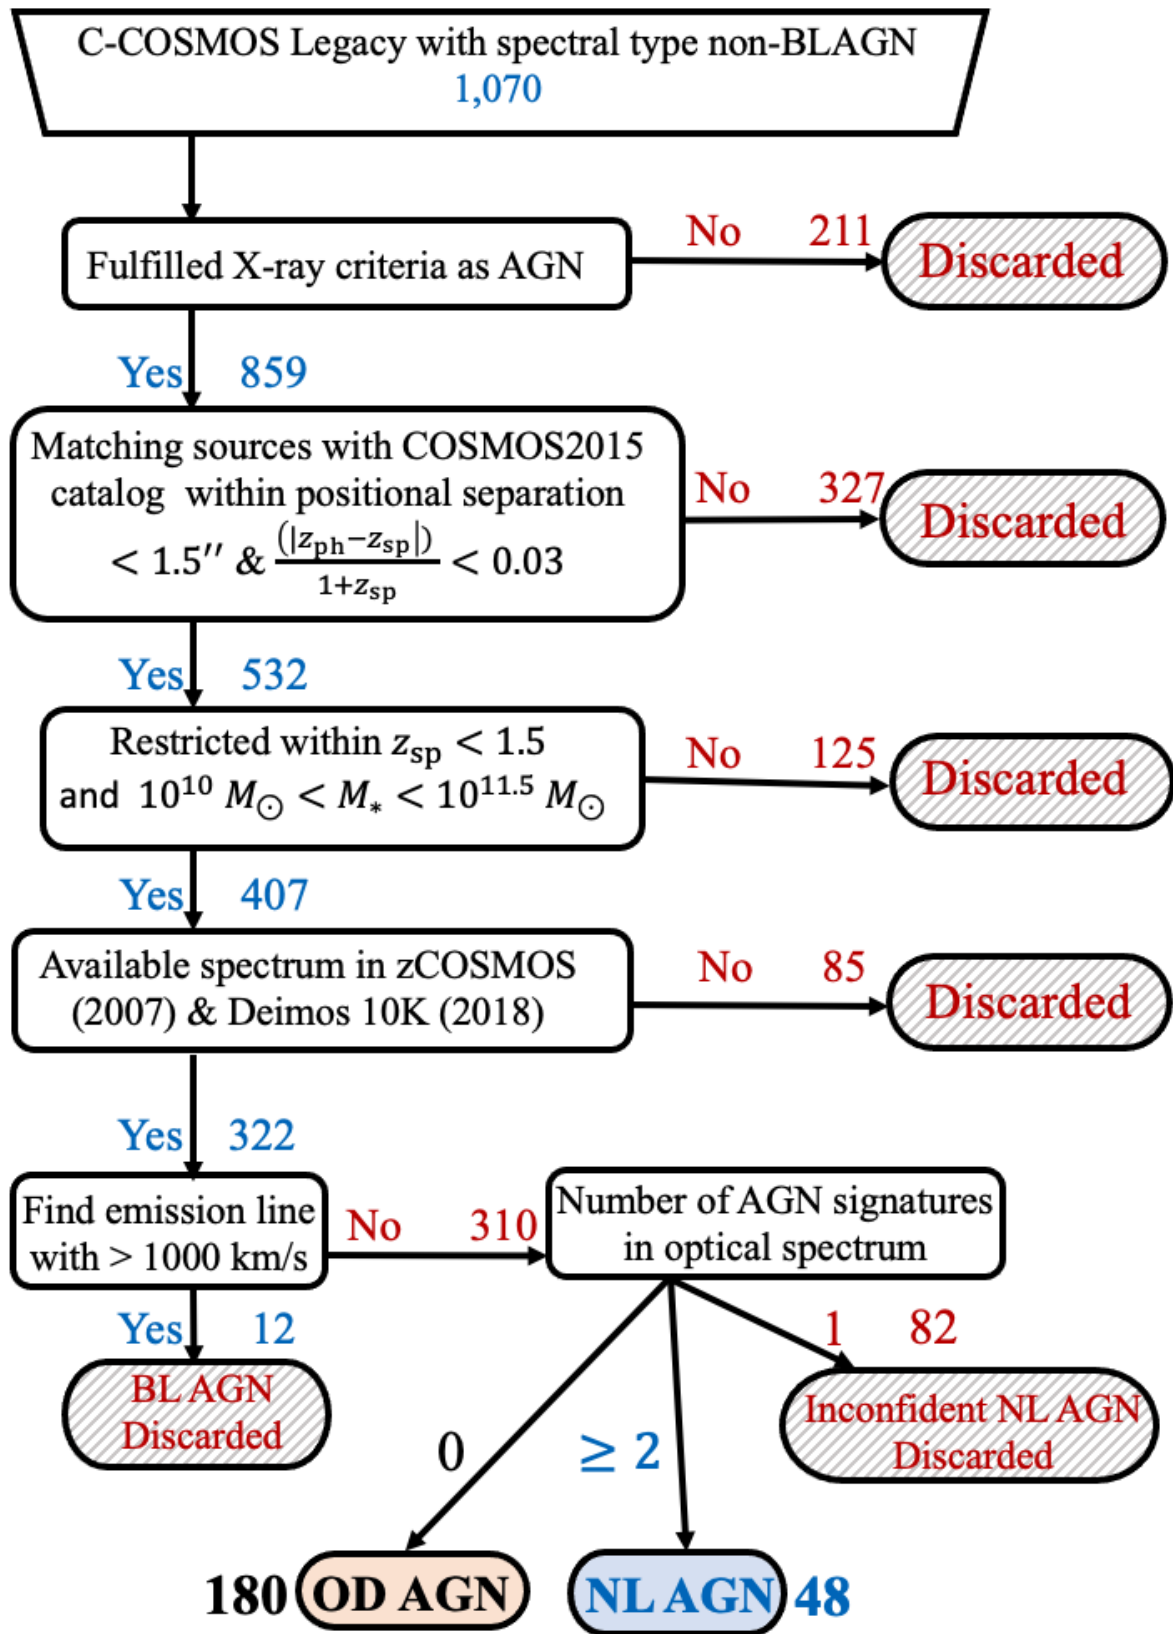 C-COSMOS Legacy with spectral type non-BLAGN
1,070
Fulfilled X-ray criteria as AGN
No 211
Discarded
Yes 859
Matching sources with COSMOS2015
catalog within positional separation
< 1.5′′ & (|z_ph−z_sp|)/(1+z_sp) < 0.03
No 327
Discarded
Yes 532
Restricted within z_sp < 1.5
and 10^10 M_⊙ < M_* < 10^11.5 M_⊙
No 125
Discarded
Yes 407
Available spectrum in zCOSMOS
(2007) & Deimos 10K (2018)
No 85
Discarded
Yes 322
Find emission line
with > 1000 km/s
No 310
Number of AGN signatures
in optical spectrum
Yes 12
BL AGN
Discarded
1 82
Inconfident NL AGN
Discarded
0
≥ 2
180 OD AGN
NL AGN 48